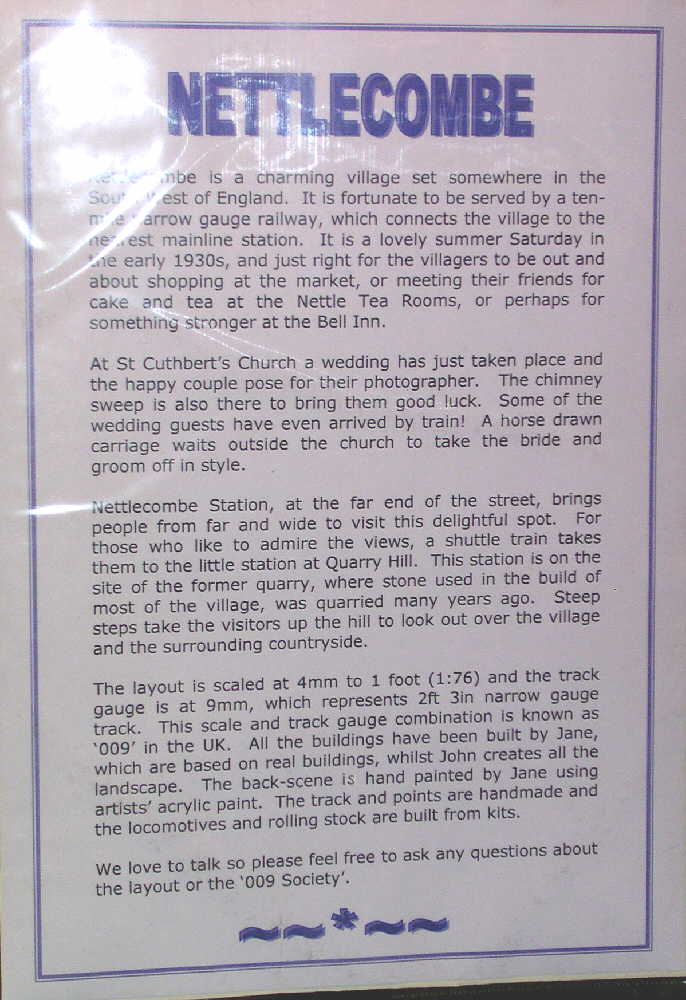 NETTLECOMBE
Nettlecombe is a charming village set somewhere in the
South West of England. It is fortunate to be served by a ten-
mile narrow gauge railway, which connects the village to the
nearest mainline station. It is a lovely summer Saturday in
the early 1930s, and just right for the villagers to be out and
about shopping at the market, or meeting their friends for
cake and tea at the Nettle Tea Rooms, or perhaps for
something stronger at the Bell Inn.
At St Cuthbert's Church a wedding has just taken place and
the happy couple pose for their photographer. The chimney
sweep is also there to bring them good luck. Some of the
wedding guests have even arrived by train! A horse drawn
carriage waits outside the church to take the bride and
groom off in style.
Nettlecombe Station, at the far end of the street, brings
people from far and wide to visit this delightful spot. For
those who like to admire the views, a shuttle train takes
them to the little station at Quarry Hill. This station is on the
site of the former quarry, where stone used in the build of
most of the village, was quarried many years ago. Steep
steps take the visitors up the hill to look out over the village
and the surrounding countryside.
The layout is scaled at 4mm to 1 foot (1:76) and the track
gauge is at 9mm, which represents 2ft 3in narrow gauge
track. This scale and track gauge combination is known as
'009' in the UK. All the buildings have been built by Jane,
which are based on real buildings, whilst John creates all the
landscape. The back-scene is hand painted by Jane using
artists' acrylic paint. The track and points are handmade and
the locomotives and rolling stock are built from kits.
We love to talk so please feel free to ask any questions about
the layout or the '009 Society'.